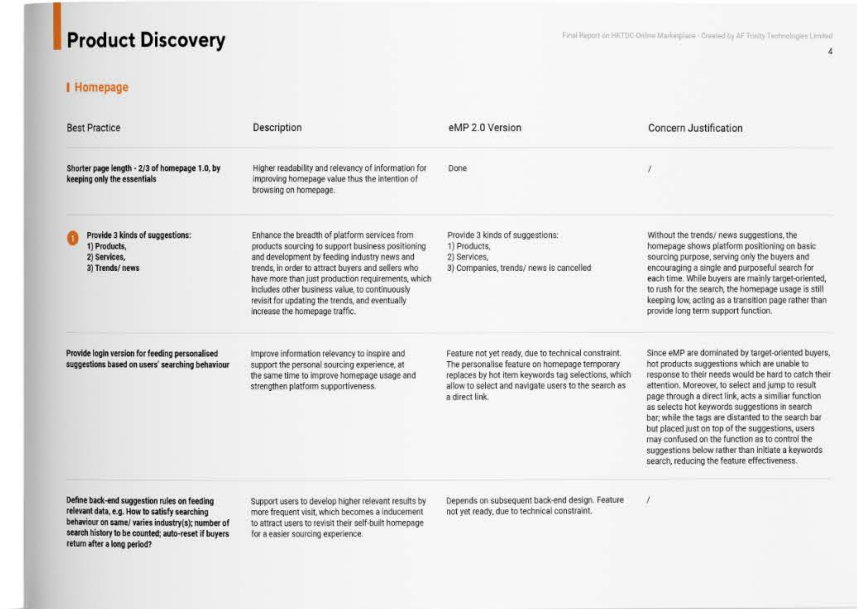 Product Discovery
Final Report on HKTDC Online Marketplace - Created by AF Trinity Technologies Limited
4
Homepage
Best Practice
Description
eMP 2.0 Version
Concern Justification
Shorter page length - 2/3 of homepage 1.0, by
keeping only the essentials
Higher readability and relevancy of information for
improving homepage value thus the intention of
browsing on homepage.
Done
/
1
Provide 3 kinds of suggestions:
1) Products,
2) Services,
3) Trends/ news
Enhance the breadth of platform services from
products sourcing to support business positioning
and development by feeding industry news and
trends, in order to attract buyers and sellers who
have more than just production requirements, which
includes other business value, to continuously
revisit for updating the trends, and eventually
increase the homepage traffic.
Provide 3 kinds of suggestions:
1) Products,
2) Services,
3) Companies, trends/ news is cancelled
Without the trends/ news suggestions, the
homepage shows platform positioning on basic
sourcing purpose, serving only the buyers and
encouraging a single and purposeful search for
each time. While buyers are mainly target-oriented,
to rush for the search, the homepage usage is still
keeping low, acting as a transition page rather than
provide long term support function.
Provide login version for feeding personalised
suggestions based on users' searching behaviour
Improve information relevancy to inspire and
support the personal sourcing experience, at
the same time to improve homepage usage and
strengthen platform supportiveness.
Feature not yet ready, due to technical constraint.
The personalise feature on homepage temporary
replaces by hot item keywords tag selections, which
allow to select and navigate users to the search as
a direct link.
Since eMP are dominated by target-oriented buyers,
hot products suggestions which are unable to
response to their needs would be hard to catch their
attention. Moreover, to select and jump to result
page through a direct link, acts a similiar function
as selects hot keywords suggestions in search
bar; while the tags are distanted to the search bar
but placed just on top of the suggestions, users
may confused on the function as to control the
suggestions below rather than initiate a keywords
search, reducing the feature effectiveness.
Define back-end suggestion rules on feeding
relevant data, e.g. How to satisfy searching
behaviour on same/ varies industry(s); number of
search history to be counted; auto-reset if buyers
return after a long period?
Support users to develop higher relevant results by
more frequent visit, which becomes a inducement
to attract users to revisit their self-built homepage
for a easier sourcing experience.
Depends on subsequent back-end design. Feature
not yet ready, due to technical constraint.
/